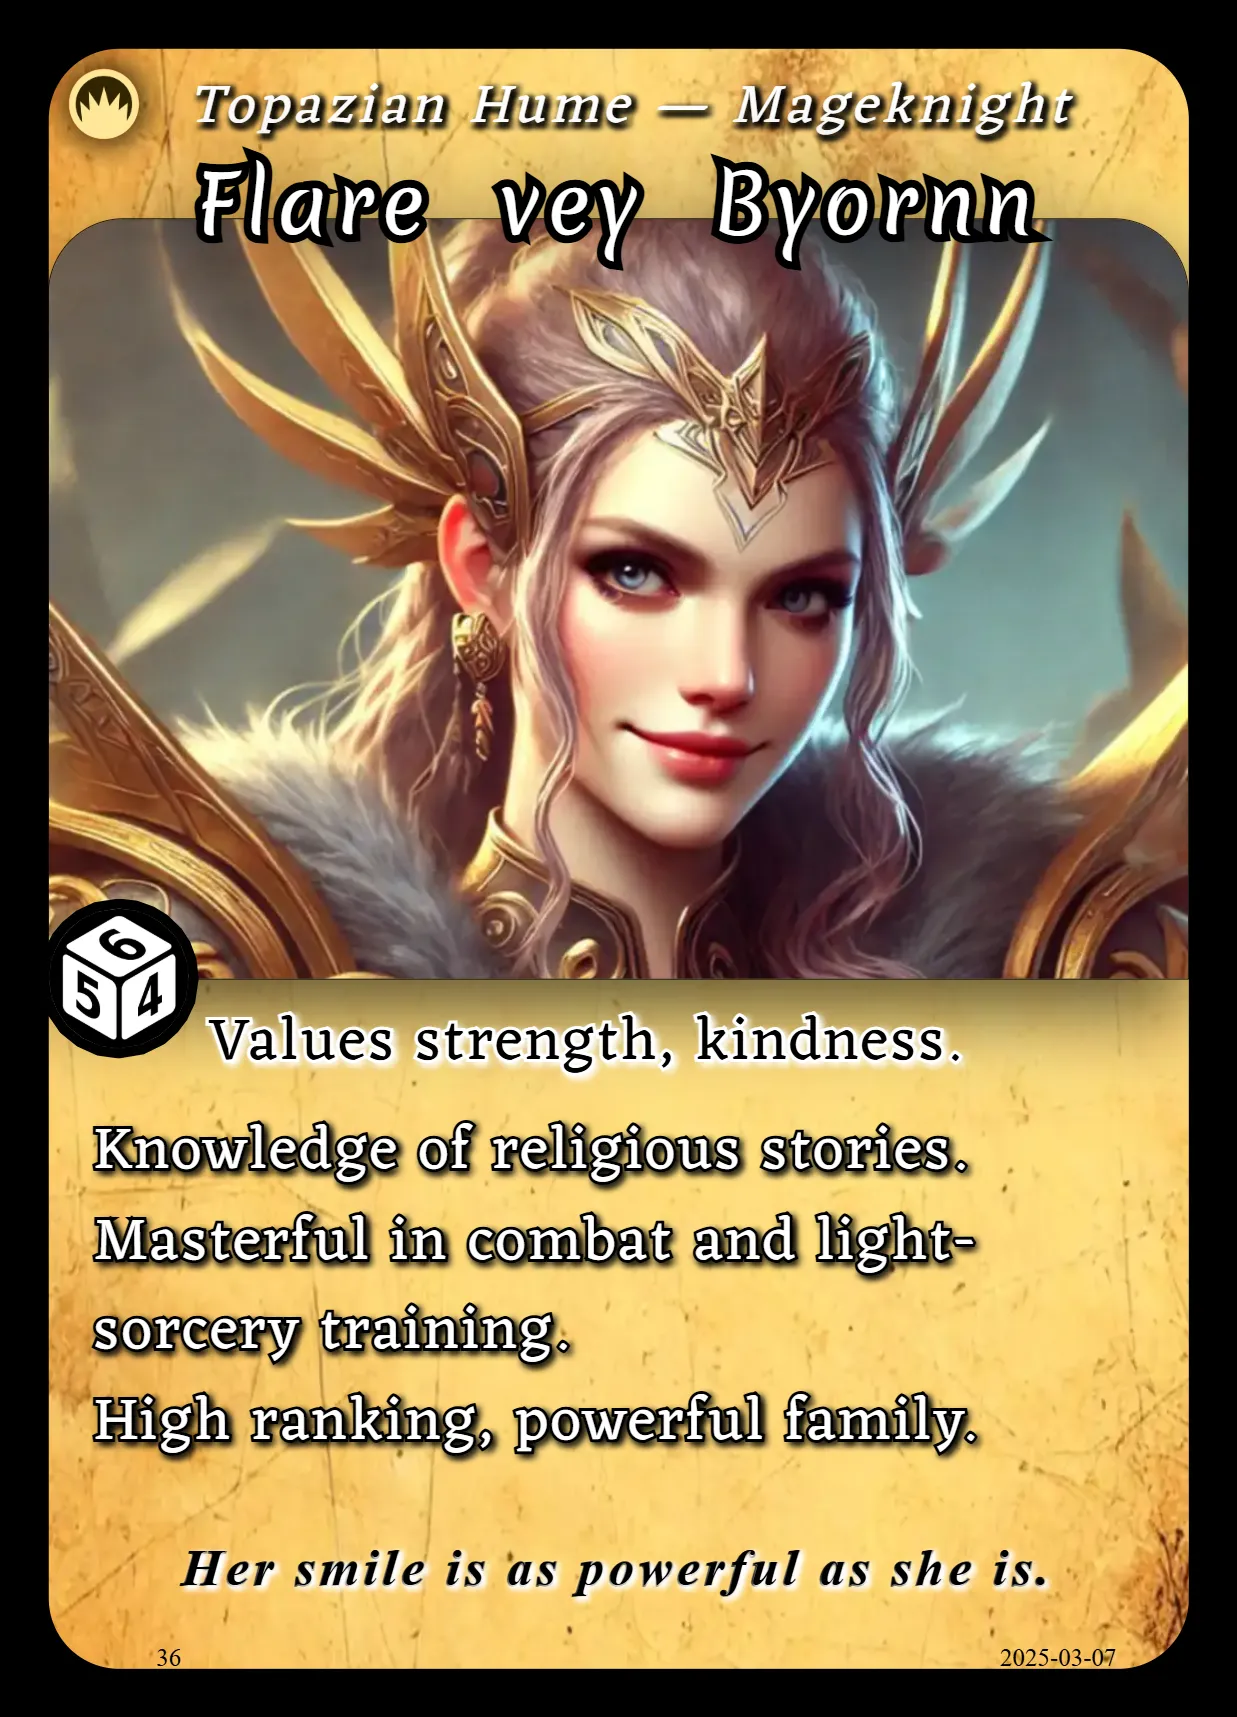 Topazian Hume — Mageknight
Flare vey Byornn
6
5 4
Values strength, kindness.
Knowledge of religious stories.
Masterful in combat and light-
sorcery training.
High ranking, powerful family.
Her smile is as powerful as she is.
36 2025-03-07